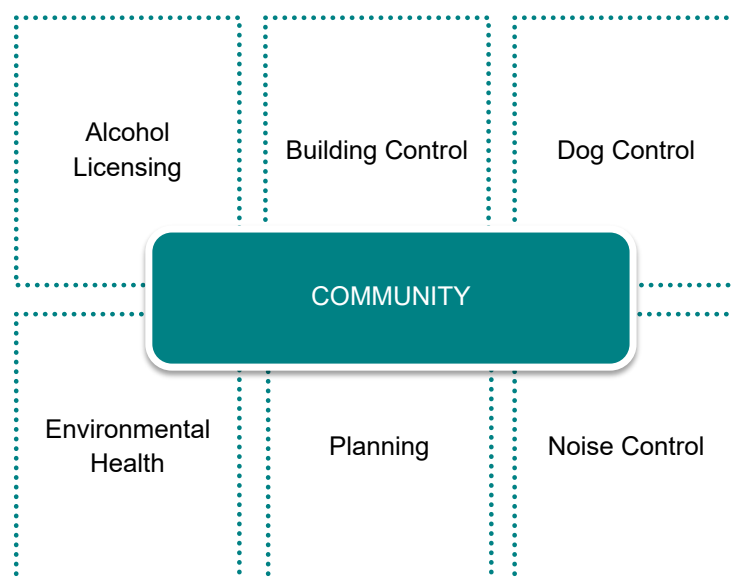 Alcohol
Licensing
Building Control
Dog Control
COMMUNITY
Environmental
Health
Planning
Noise Control